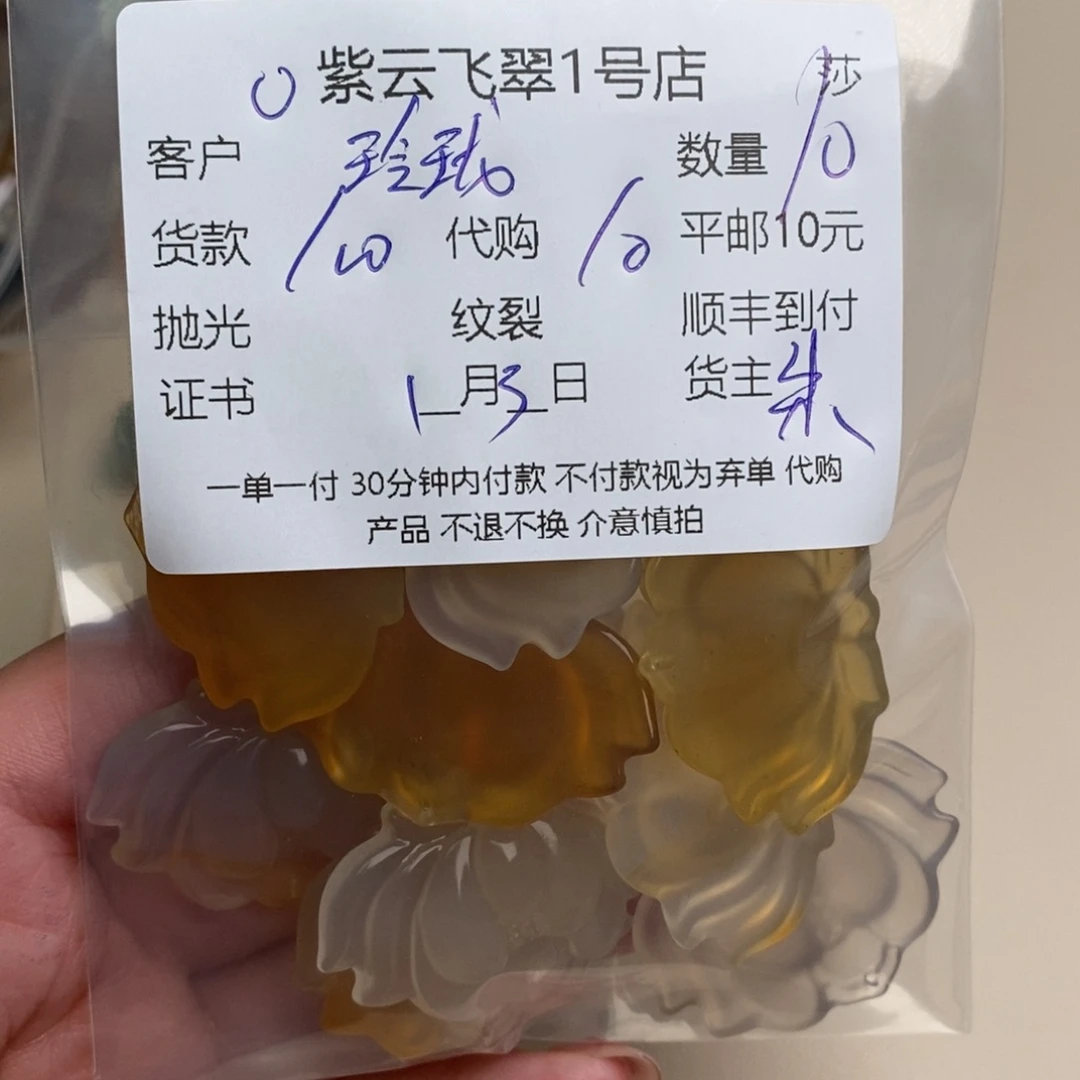 0 紫云飞翠1号店 莎
客户 数量 10
货款 代购 10 平邮10元
抛光 纹裂 顺丰到付
证书 1月3日 货主 朱
一单一付 30分钟内付款 不付款视为弃单 代购
产品 不退不换 介意慎拍